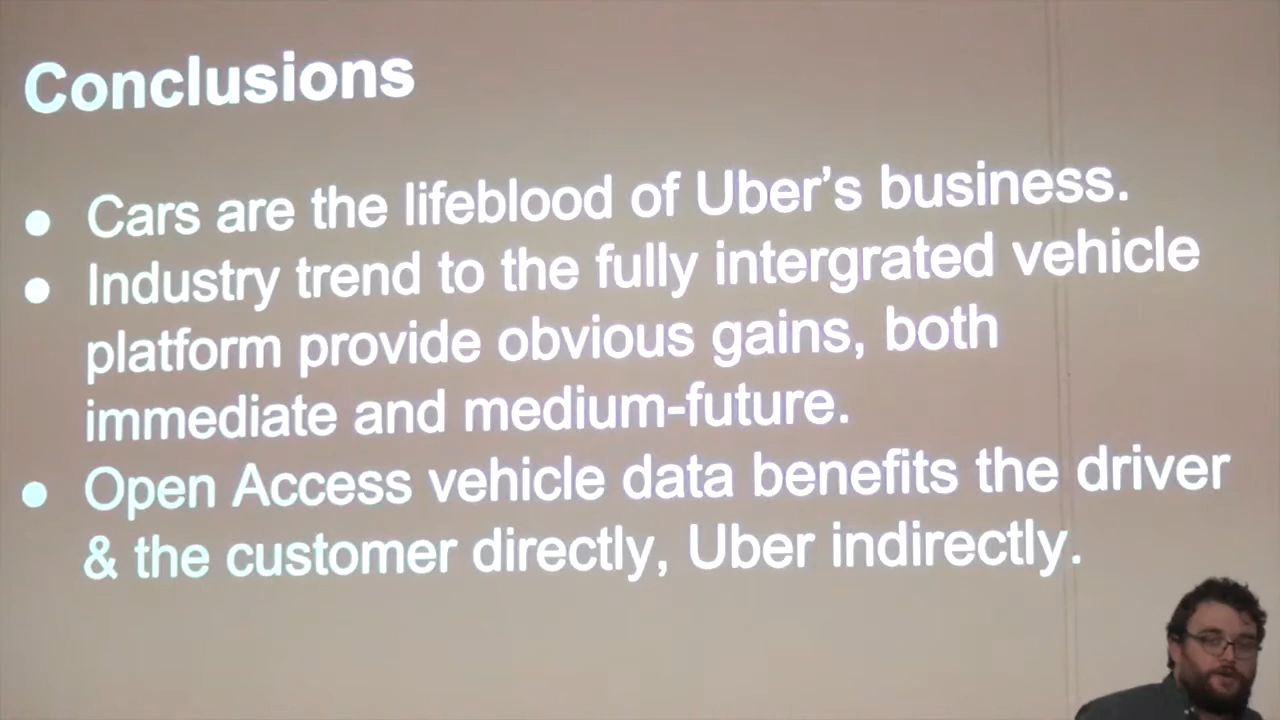 Conclusions
● Cars are the lifeblood of Uber’s business.
● Industry trend to the fully intergrated vehicle
platform provide obvious gains, both
immediate and medium-future.
● Open Access vehicle data benefits the driver
& the customer directly, Uber indirectly.